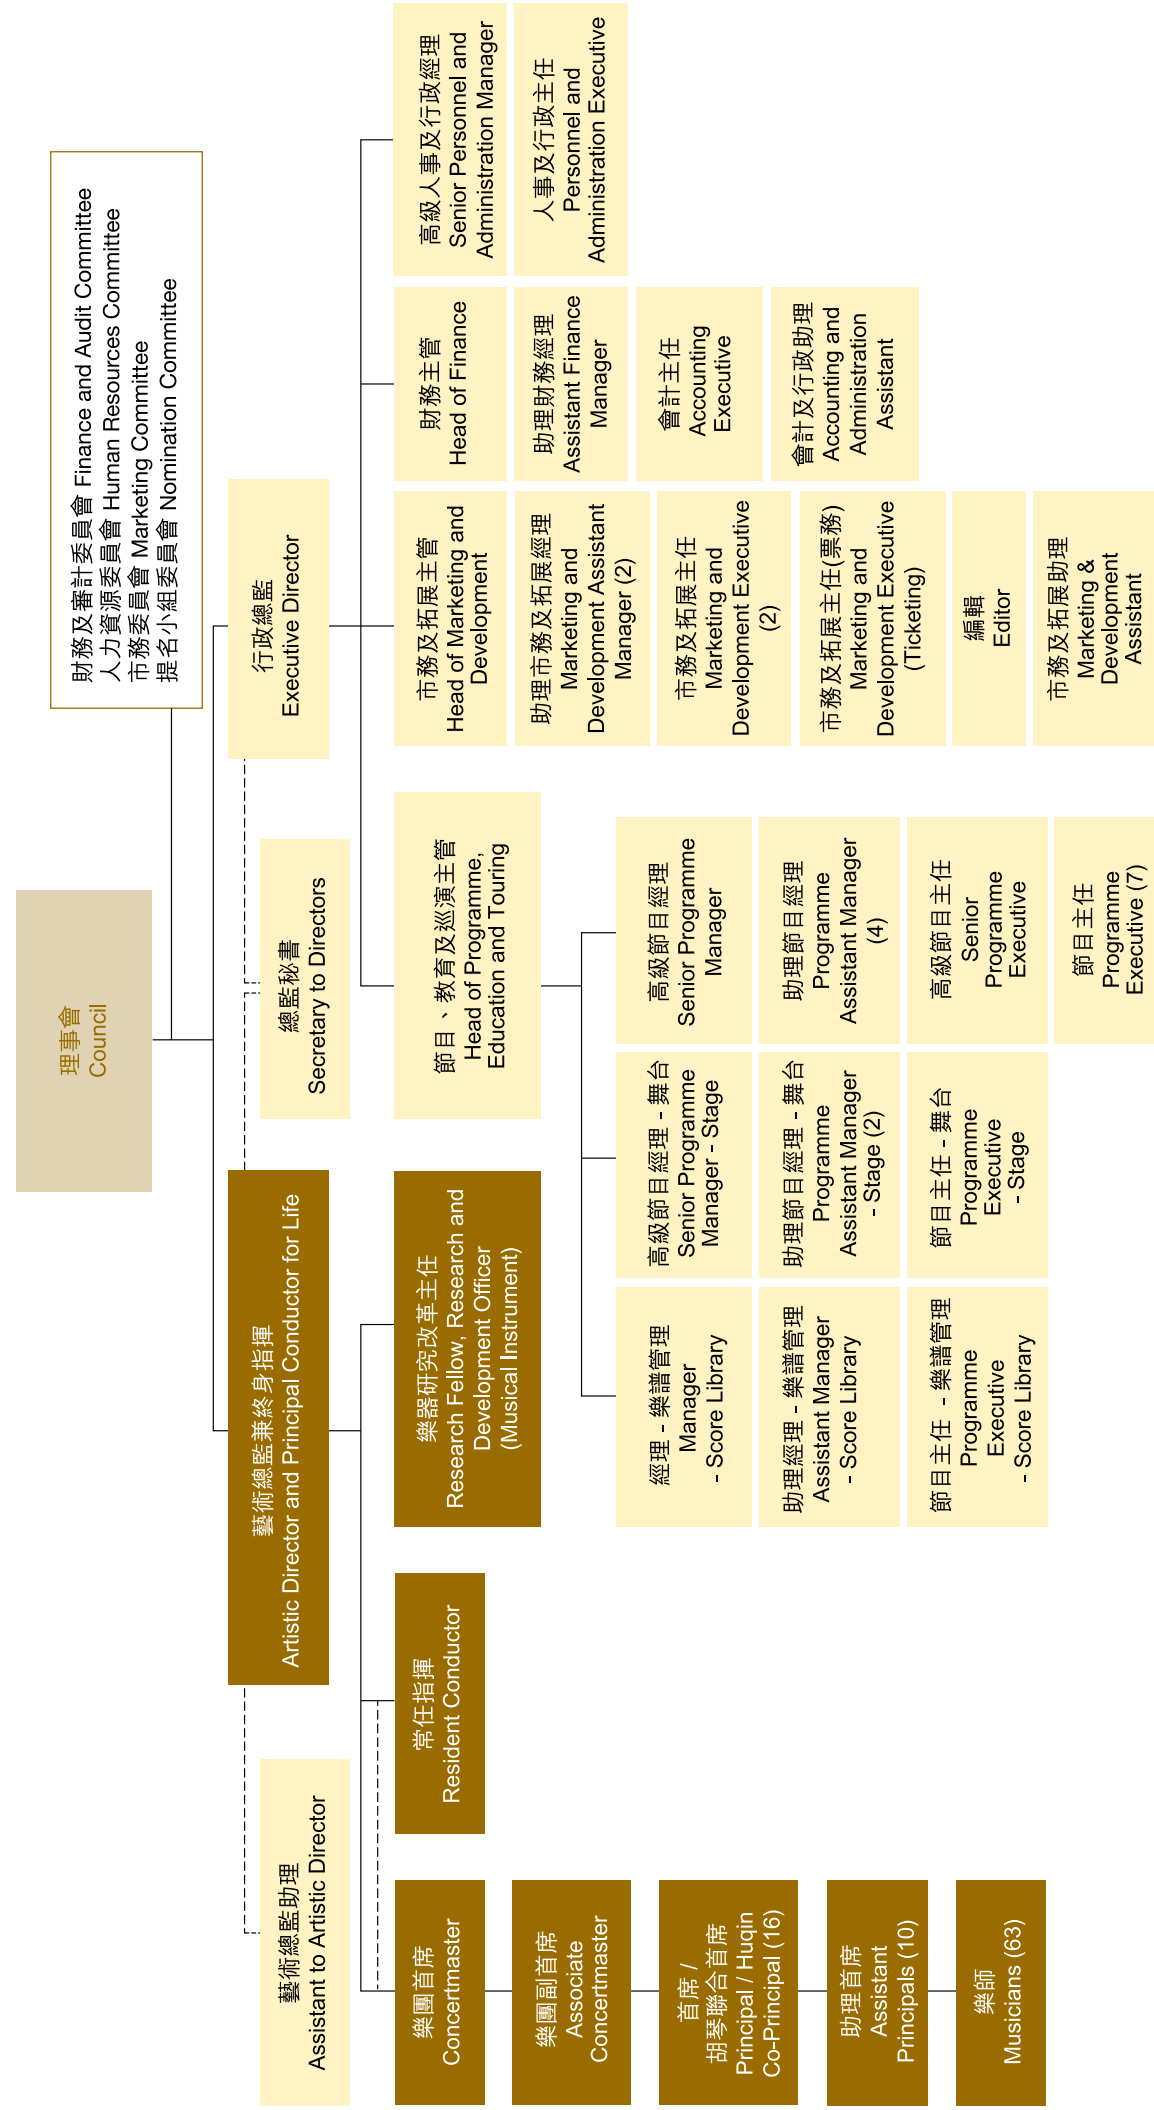 理事會
Council
財務及審計委員會 Finance and Audit Committee
人力資源委員會 Human Resources Committee
市務委員會 Marketing Committee
提名小組委員會 Nomination Committee
藝術總監助理
Assistant to Artistic Director
藝術總監兼終身指揮
Artistic Director and Principal Conductor for Life
總監秘書
Secretary to Directors
行政總監
Executive Director
樂團首席
Concertmaster
樂團副首席
Associate
Concertmaster
首席 /
胡琴聯合首席
Principal / Huqin
Co-Principal (16)
助理首席
Assistant
Principals (10)
樂師
Musicians (63)
常任指揮
Resident Conductor
樂器研究改革主任
Research Fellow, Research and
Development Officer
(Musical Instrument)
節目、教育及巡演主管
Head of Programme,
Education and Touring
經理 - 樂譜管理
Manager
- Score Library
助理經理 - 樂譜管理
Assistant Manager
- Score Library
節目主任 - 樂譜管理
Programme
Executive
- Score Library
高級節目經理 - 舞台
Senior Programme
Manager - Stage
助理節目經理 - 舞台
Programme
Assistant Manager
- Stage (2)
節目主任 - 舞台
Programme
Executive
- Stage
高級節目經理
Senior Programme
Manager
助理節目經理
Programme
Assistant Manager
(4)
高級節目主任
Senior
Programme
Executive
節目主任
Programme
Executive (7)
市務及拓展主管
Head of Marketing and
Development
助理市務及拓展經理
Marketing and
Development Assistant
Manager (2)
市務及拓展主任
Marketing and
Development Executive
(2)
市務及拓展主任(票務)
Marketing and
Development Executive
(Ticketing)
編輯
Editor
市務及拓展助理
Marketing &
Development
Assistant
財務主管
Head of Finance
助理財務經理
Assistant Finance
Manager
會計主任
Accounting
Executive
會計及行政助理
Accounting and
Administration
Assistant
高級人事及行政經理
Senior Personnel and
Administration Manager
人事及行政主任
Personnel and
Administration Executive